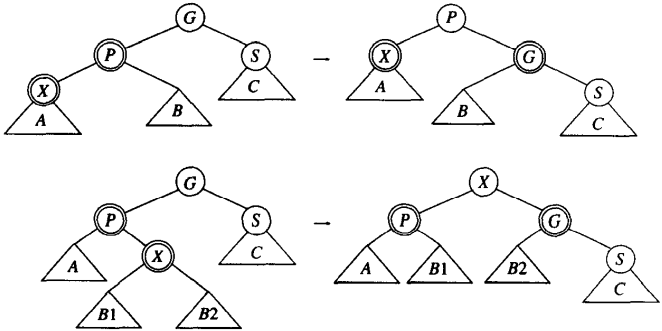 G P
P S → X G
X C A S
A B B C
G X
P S → P G
A X C A B1 B2 S
B1 B2 C